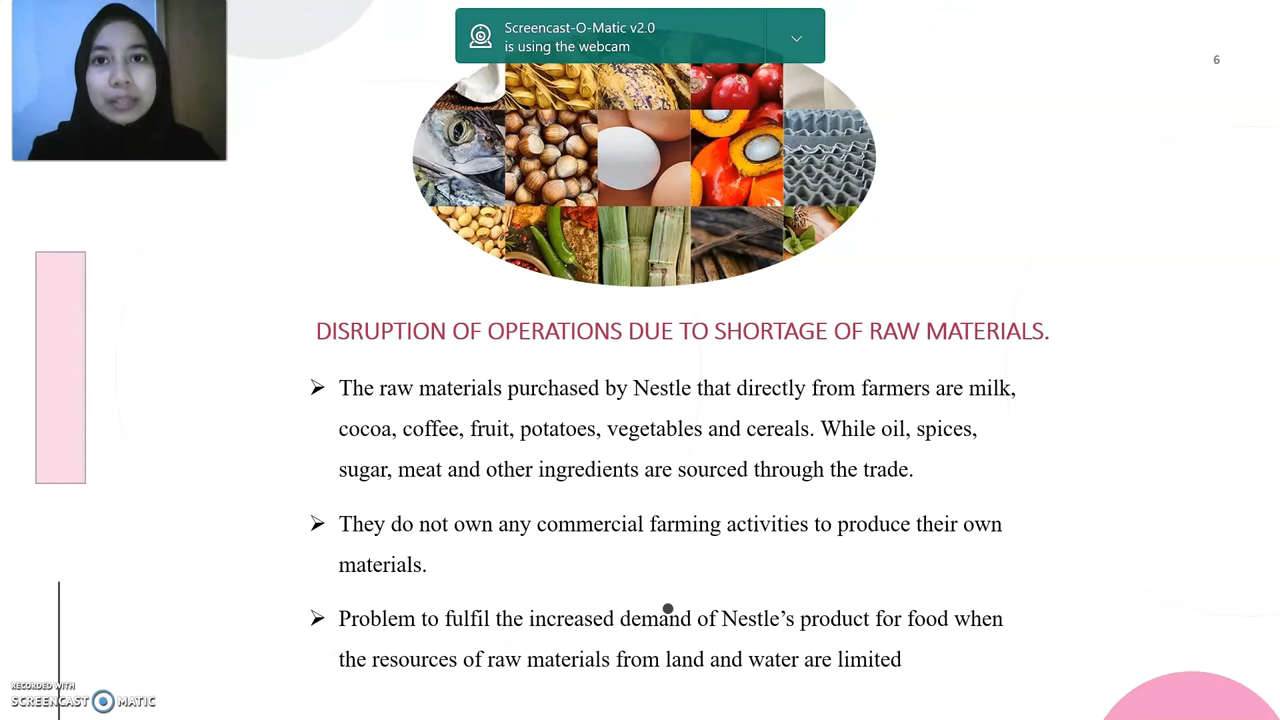 Screencast-O-Matic v2.0
is using the webcam
6
DISRUPTION OF OPERATIONS DUE TO SHORTAGE OF RAW MATERIALS.
➢ The raw materials purchased by Nestle that directly from farmers are milk,
cocoa, coffee, fruit, potatoes, vegetables and cereals. While oil, spices,
sugar, meat and other ingredients are sourced through the trade.
➢ They do not own any commercial farming activities to produce their own
materials.
➢ Problem to fulfil the increased demand of Nestle’s product for food when
the resources of raw materials from land and water are limited
RECORDED WITH
SCREENCAST MATIC